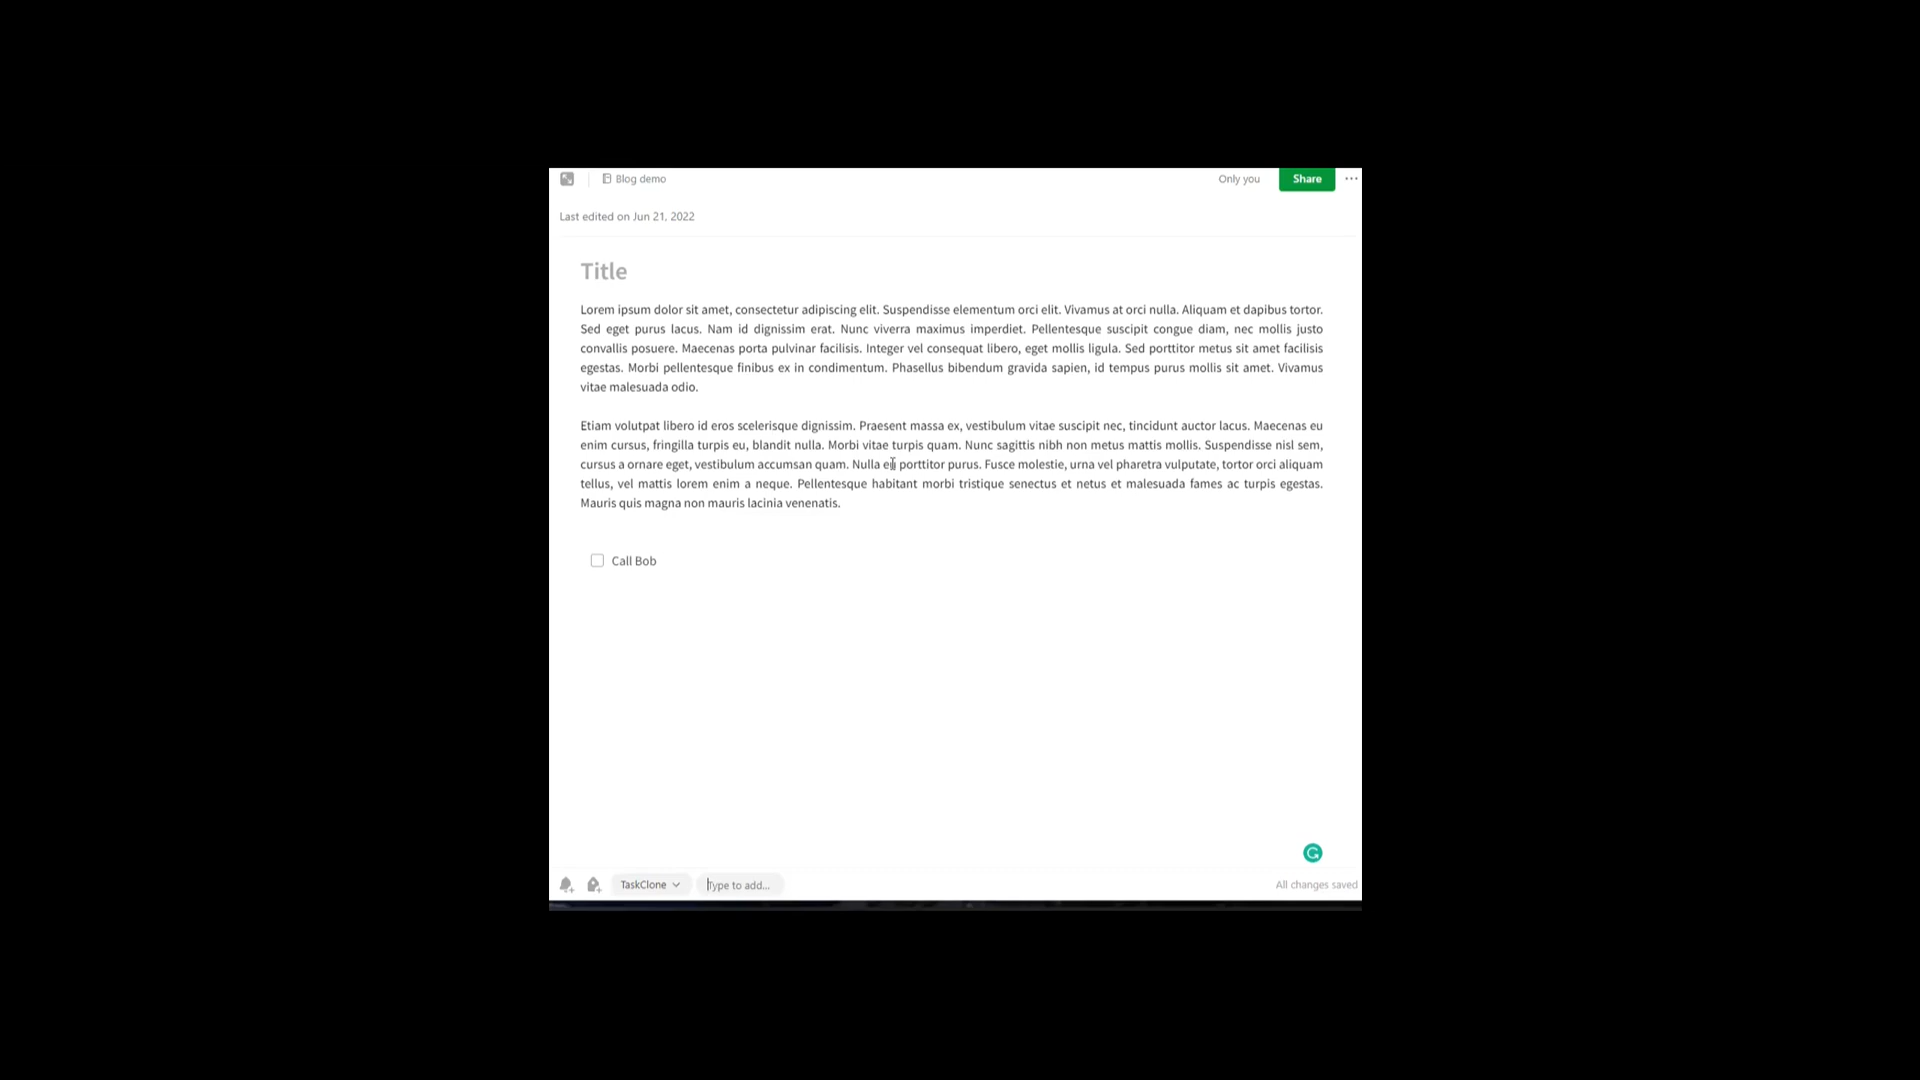 Blog demo
Only you
Share
Last edited on Jun 21, 2022
Title
Lorem ipsum dolor sit amet, consectetur adipiscing elit. Suspendisse elementum orci elit. Vivamus at orci nulla. Aliquam et dapibus tortor.
Sed eget purus lacus. Nam id dignissim erat. Nunc viverra maximus imperdiet. Pellentesque suscipit congue diam, nec mollis justo
convallis posuere. Maecenas porta pulvinar facilisis. Integer vel consequat libero, eget mollis ligula. Sed porttitor metus sit amet facilisis
egestas. Morbi pellentesque finibus ex in condimentum. Phasellus bibendum gravida sapien, id tempus purus mollis sit amet. Vivamus
vitae malesuada odio.
Etiam volutpat libero id eros scelerisque dignissim. Praesent massa ex, vestibulum vitae suscipit nec, tincidunt auctor lacus. Maecenas eu
enim cursus, fringilla turpis eu, blandit nulla. Morbi vitae turpis quam. Nunc sagittis nibh non metus mattis mollis. Suspendisse nisl sem,
cursus a ornare eget, vestibulum accumsan quam. Nulla porttitor purus. Fusce molestie, urna vel pharetra vulputate, tortor orci aliquam
tellus, vel mattis lorem enim a neque. Pellentesque habitant morbi tristique senectus et netus et malesuada fames ac turpis egestas.
Mauris quis magna non mauris lacinia venenatis.
Call Bob
TaskClone
Type to add...
All changes saved